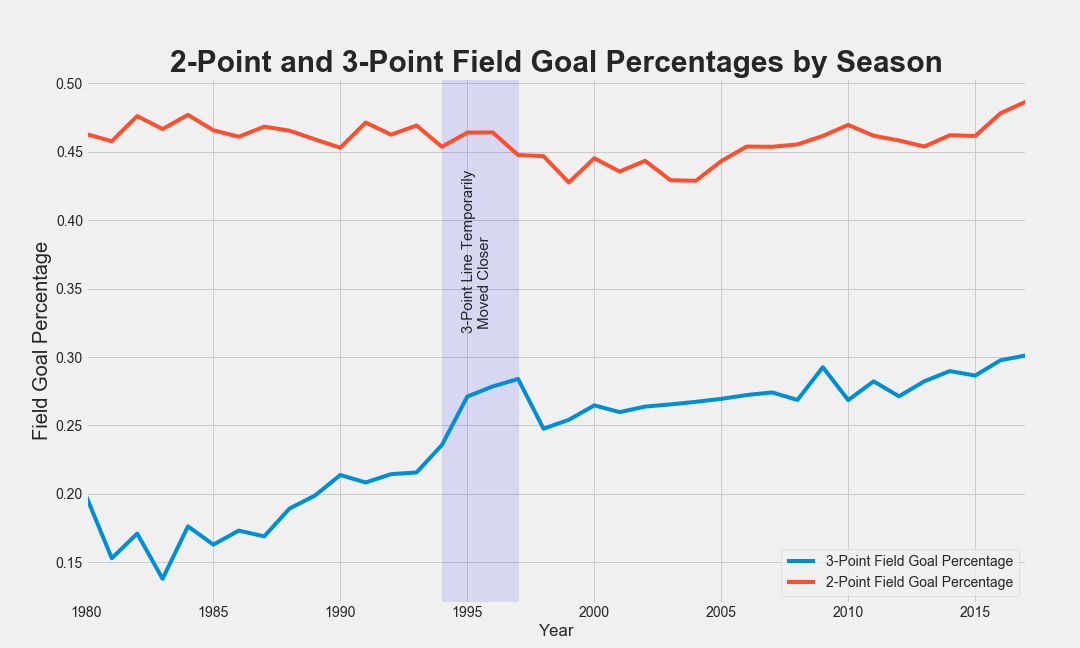 2-Point and 3-Point Field Goal Percentages by Season
0.50
0.45
0.40
0.35
0.30
0.25
0.20
0.15
Field Goal Percentage
3-Point Line Temporarily
Moved Closer
3-Point Field Goal Percentage
2-Point Field Goal Percentage
1980 1985 1990 1995 2000 2005 2010 2015
Year